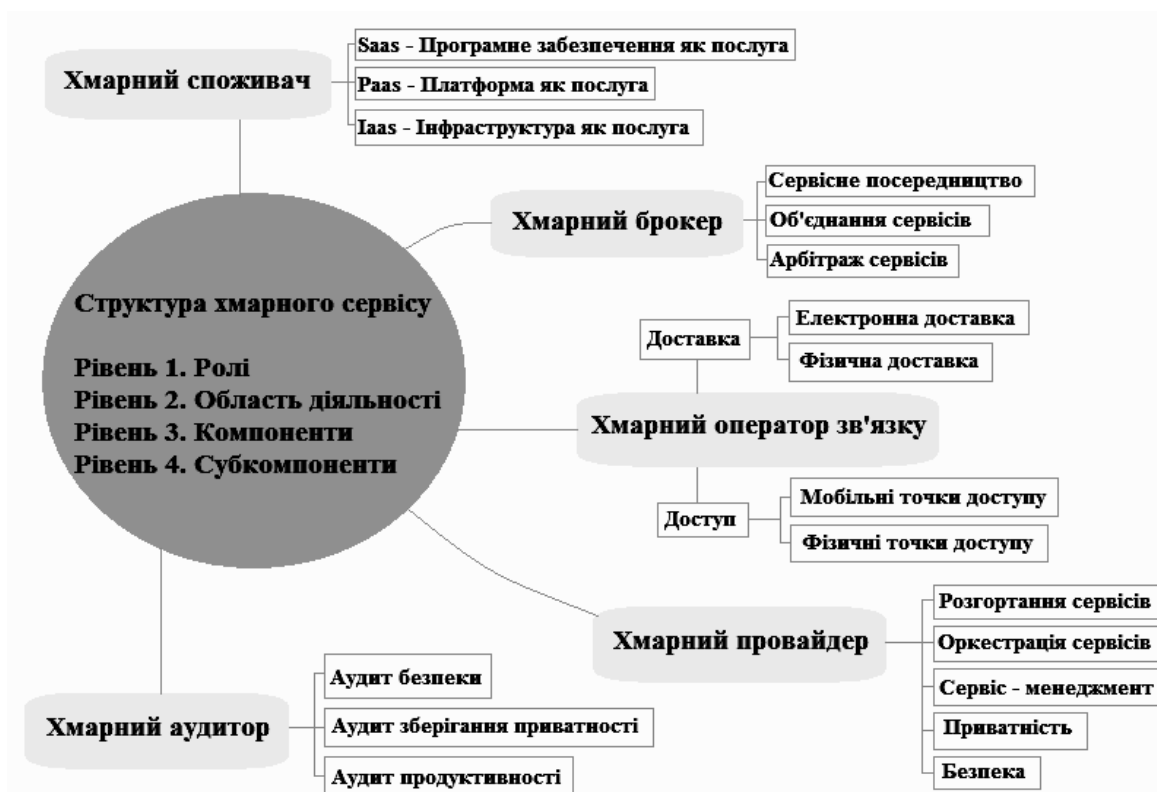 Хмарний споживач
Saas - Програмне забезпечення як послуга
Paas - Платформа як послуга
Iaas - Інфраструктура як послуга
Хмарний брокер
Сервісне посередництво
Об'єднання сервісів
Арбітраж сервісів
Структура хмарного сервісу
Рівень 1. Ролі
Рівень 2. Область діяльності
Рівень 3. Компоненти
Рівень 4. Субкомпоненти
Доставка
Електронна доставка
Фізична доставка
Хмарний оператор зв'язку
Доступ
Мобільні точки доступу
Фізичні точки доступу
Хмарний провайдер
Розгортання сервісів
Оркестрація сервісів
Сервіс - менеджмент
Приватність
Безпека
Хмарний аудитор
Аудит безпеки
Аудит зберігання приватності
Аудит продуктивності